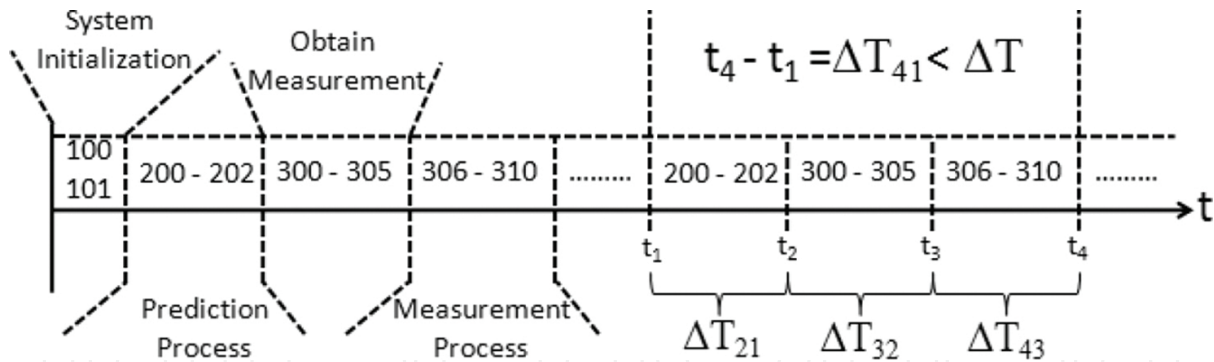 System
Initialization
Obtain
Measurement
t₄ - t₁ =ΔT₄₁< ΔT
100
101
200 - 202
300 - 305
306 - 310
.........
200 - 202
300 - 305
306 - 310
.........
t
t₁
t₂
t₃
t₄
Prediction
Process
Measurement
Process
ΔT₂₁
ΔT₃₂
ΔT₄₃